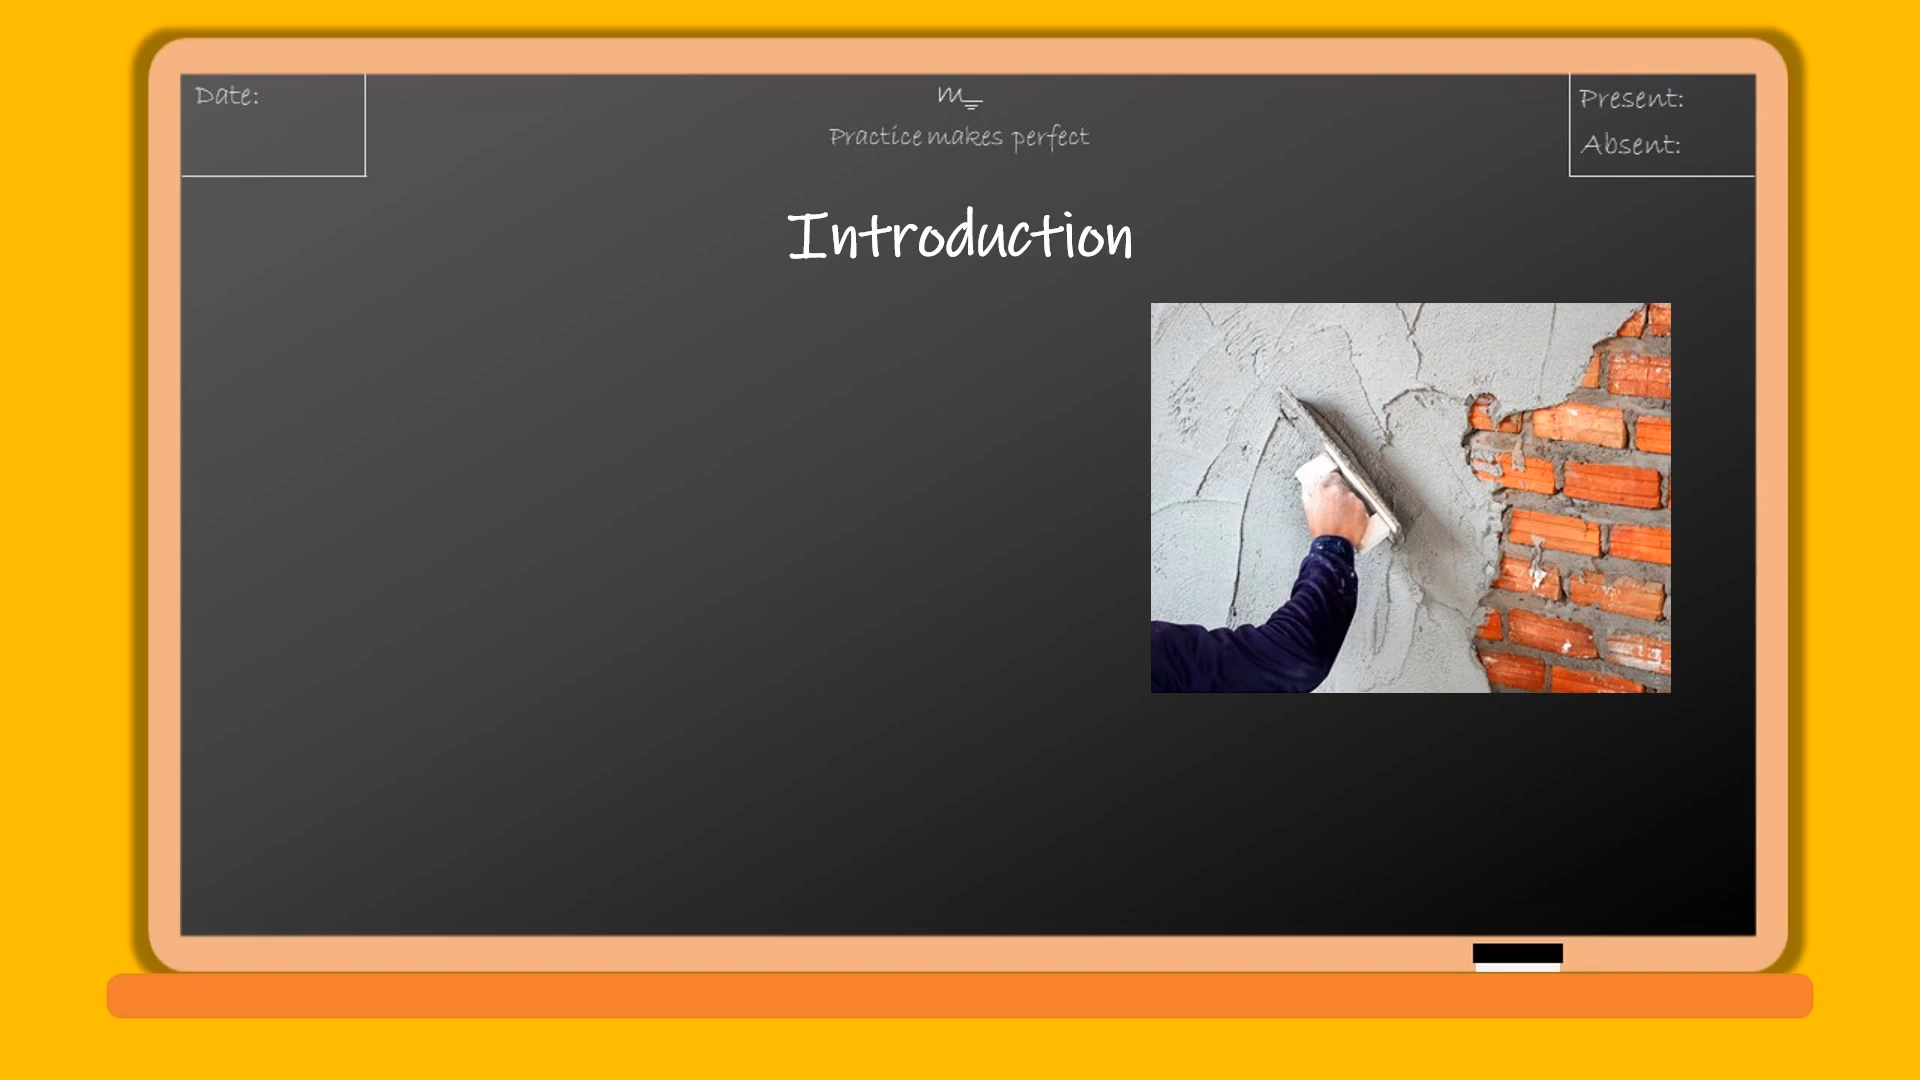 Date:
m
Practice makes perfect
Present:
Absent:
Introduction